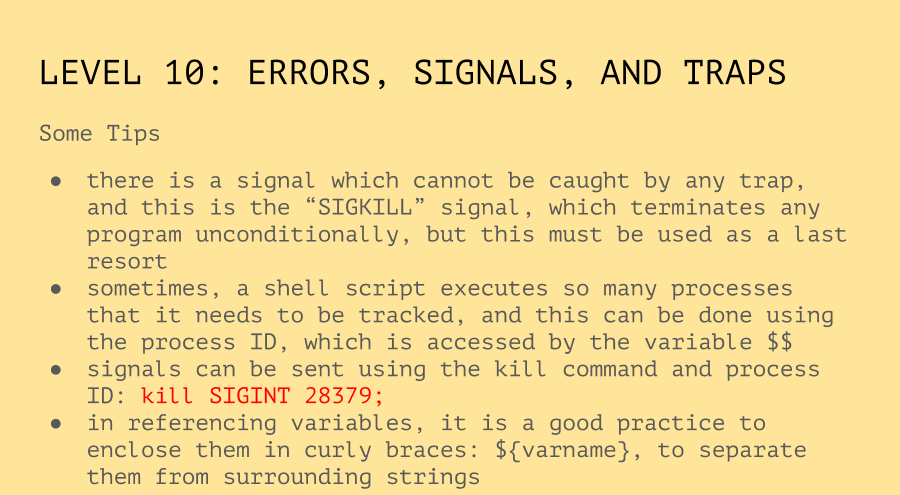 LEVEL 10: ERRORS, SIGNALS, AND TRAPS
Some Tips
● there is a signal which cannot be caught by any trap,
and this is the “SIGKILL” signal, which terminates any
program unconditionally, but this must be used as a last
resort
● sometimes, a shell script executes so many processes
that it needs to be tracked, and this can be done using
the process ID, which is accessed by the variable $$
● signals can be sent using the kill command and process
ID: kill SIGINT 28379;
● in referencing variables, it is a good practice to
enclose them in curly braces: ${varname}, to separate
them from surrounding strings